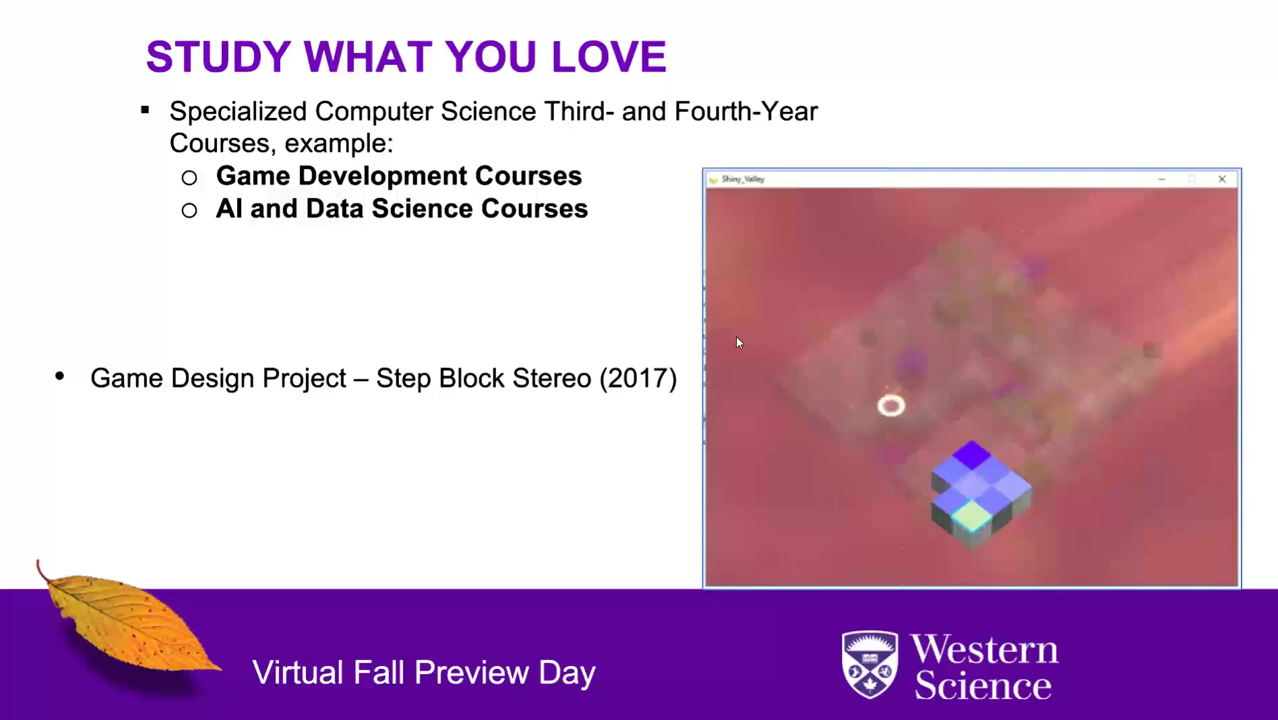 STUDY WHAT YOU LOVE
▪ Specialized Computer Science Third- and Fourth-Year
Courses, example:
○ Game Development Courses
○ AI and Data Science Courses
Shiny_Valley
• Game Design Project – Step Block Stereo (2017)
Virtual Fall Preview Day
Western
Science